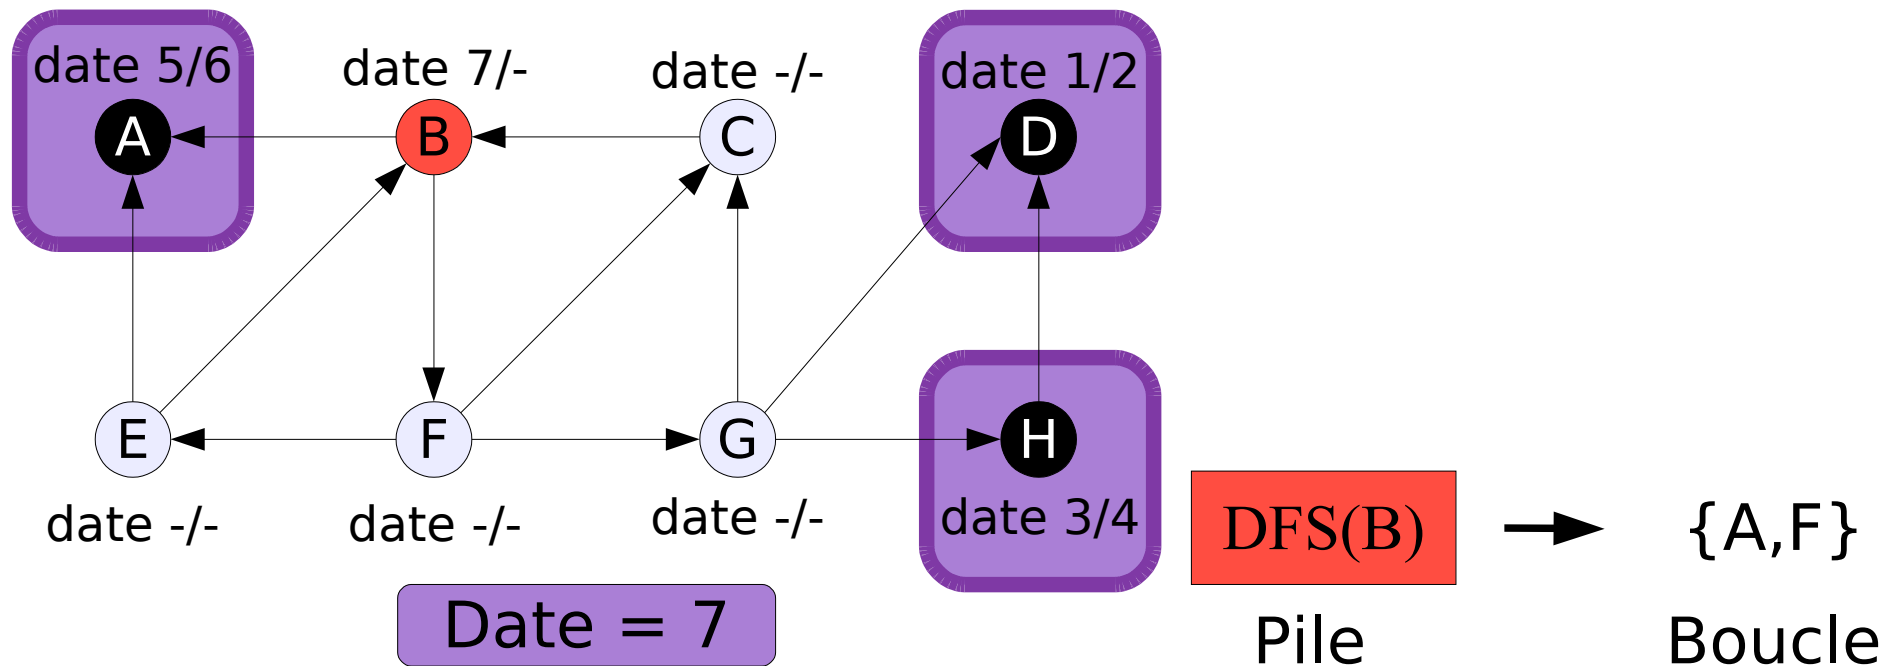 date 5/6
date 7/-
date -/-
date 1/2
A
B
C
D
E
F
G
H
date -/-
date -/-
date -/-
date 3/4
DFS(B)
{A,F}
Date = 7
Pile
Boucle